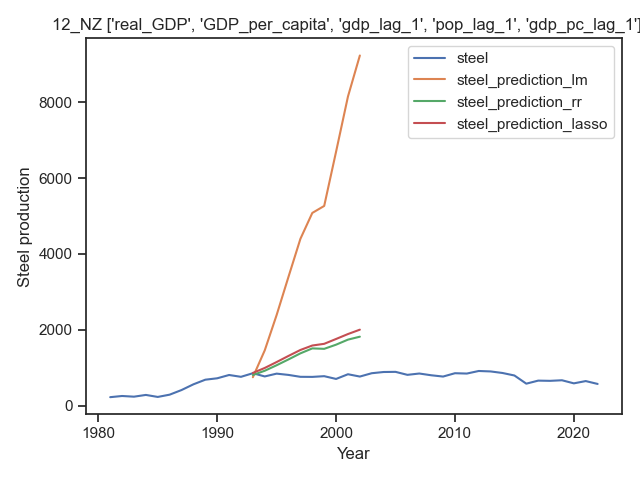 12_NZ ['real_GDP', 'GDP_per_capita', 'gdp_lag_1', 'pop_lag_1', 'gdp_pc_lag_1']
steel
steel_prediction_lm
steel_prediction_rr
steel_prediction_lasso
Steel production
8000
6000
4000
2000
0
1980
1990
2000
2010
2020
Year